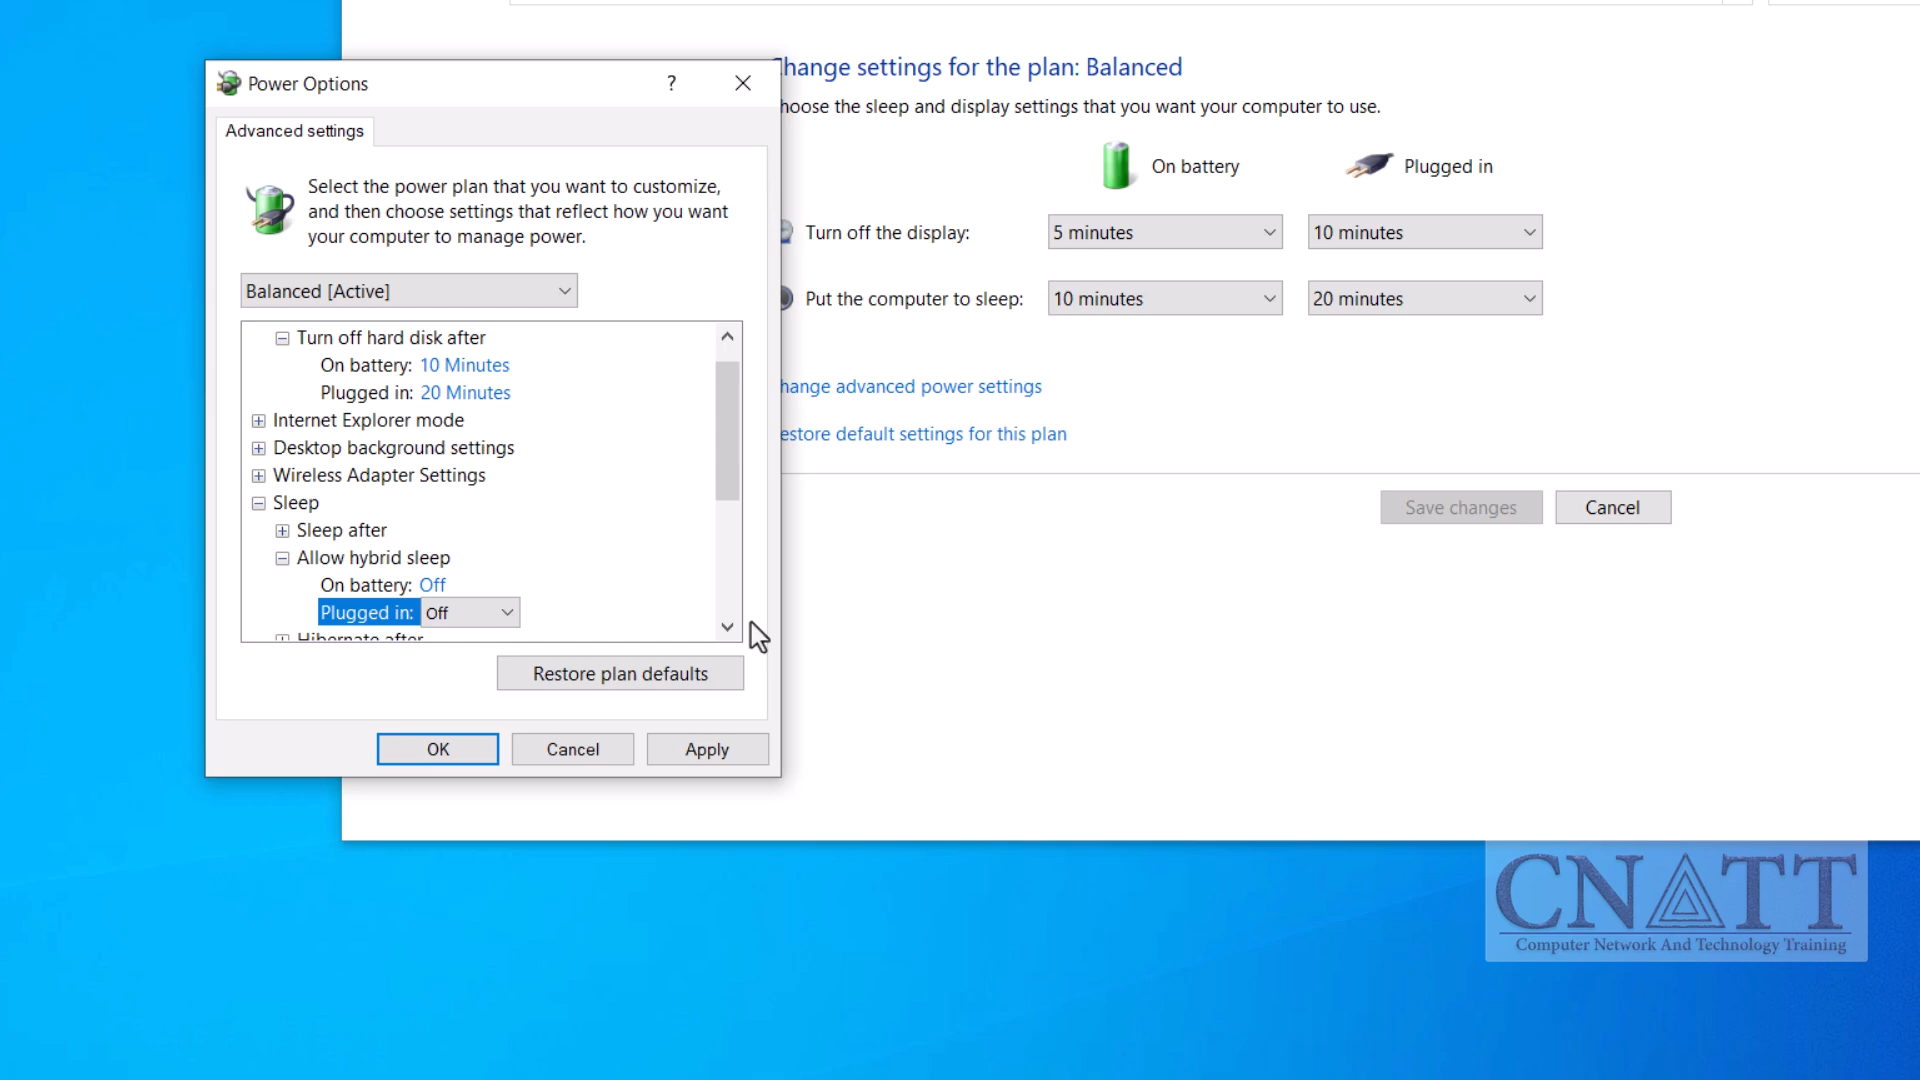 Power Options
?
Advanced settings
Select the power plan that you want to customize,
and then choose settings that reflect how you want
your computer to manage power.
Balanced [Active]
Turn off hard disk after
On battery: 10 Minutes
Plugged in: 20 Minutes
Internet Explorer mode
Desktop background settings
Wireless Adapter Settings
Sleep
Sleep after
Allow hybrid sleep
On battery: Off
Plugged in: Off
Hibernate after
Restore plan defaults
OK Cancel Apply
hange settings for the plan: Balanced
hoose the sleep and display settings that you want your computer to use.
On battery Plugged in
Turn off the display: 5 minutes 10 minutes
Put the computer to sleep: 10 minutes 20 minutes
hange advanced power settings
estore default settings for this plan
Save changes Cancel
CNATT
Computer Network And Technology Training